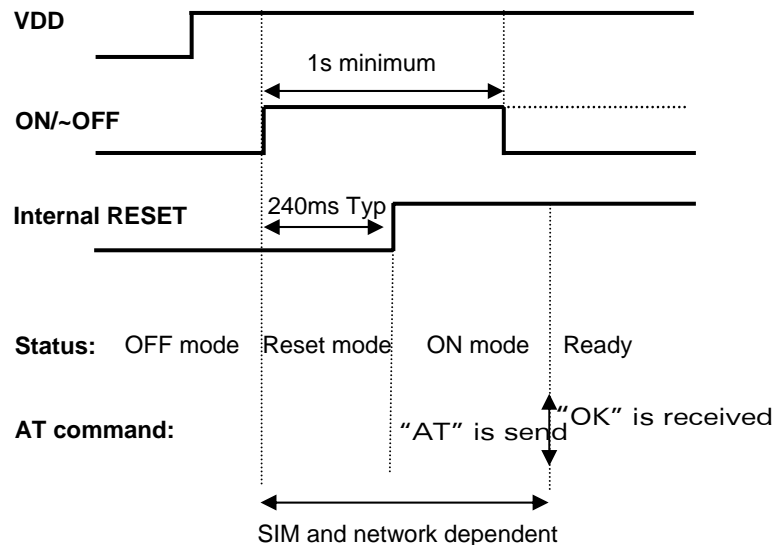 VDD
1s minimum
ON/~OFF
240ms Typ
Internal RESET
Status: OFF mode Reset mode ON mode Ready
AT command: "AT" is send "OK" is received
SIM and network dependent